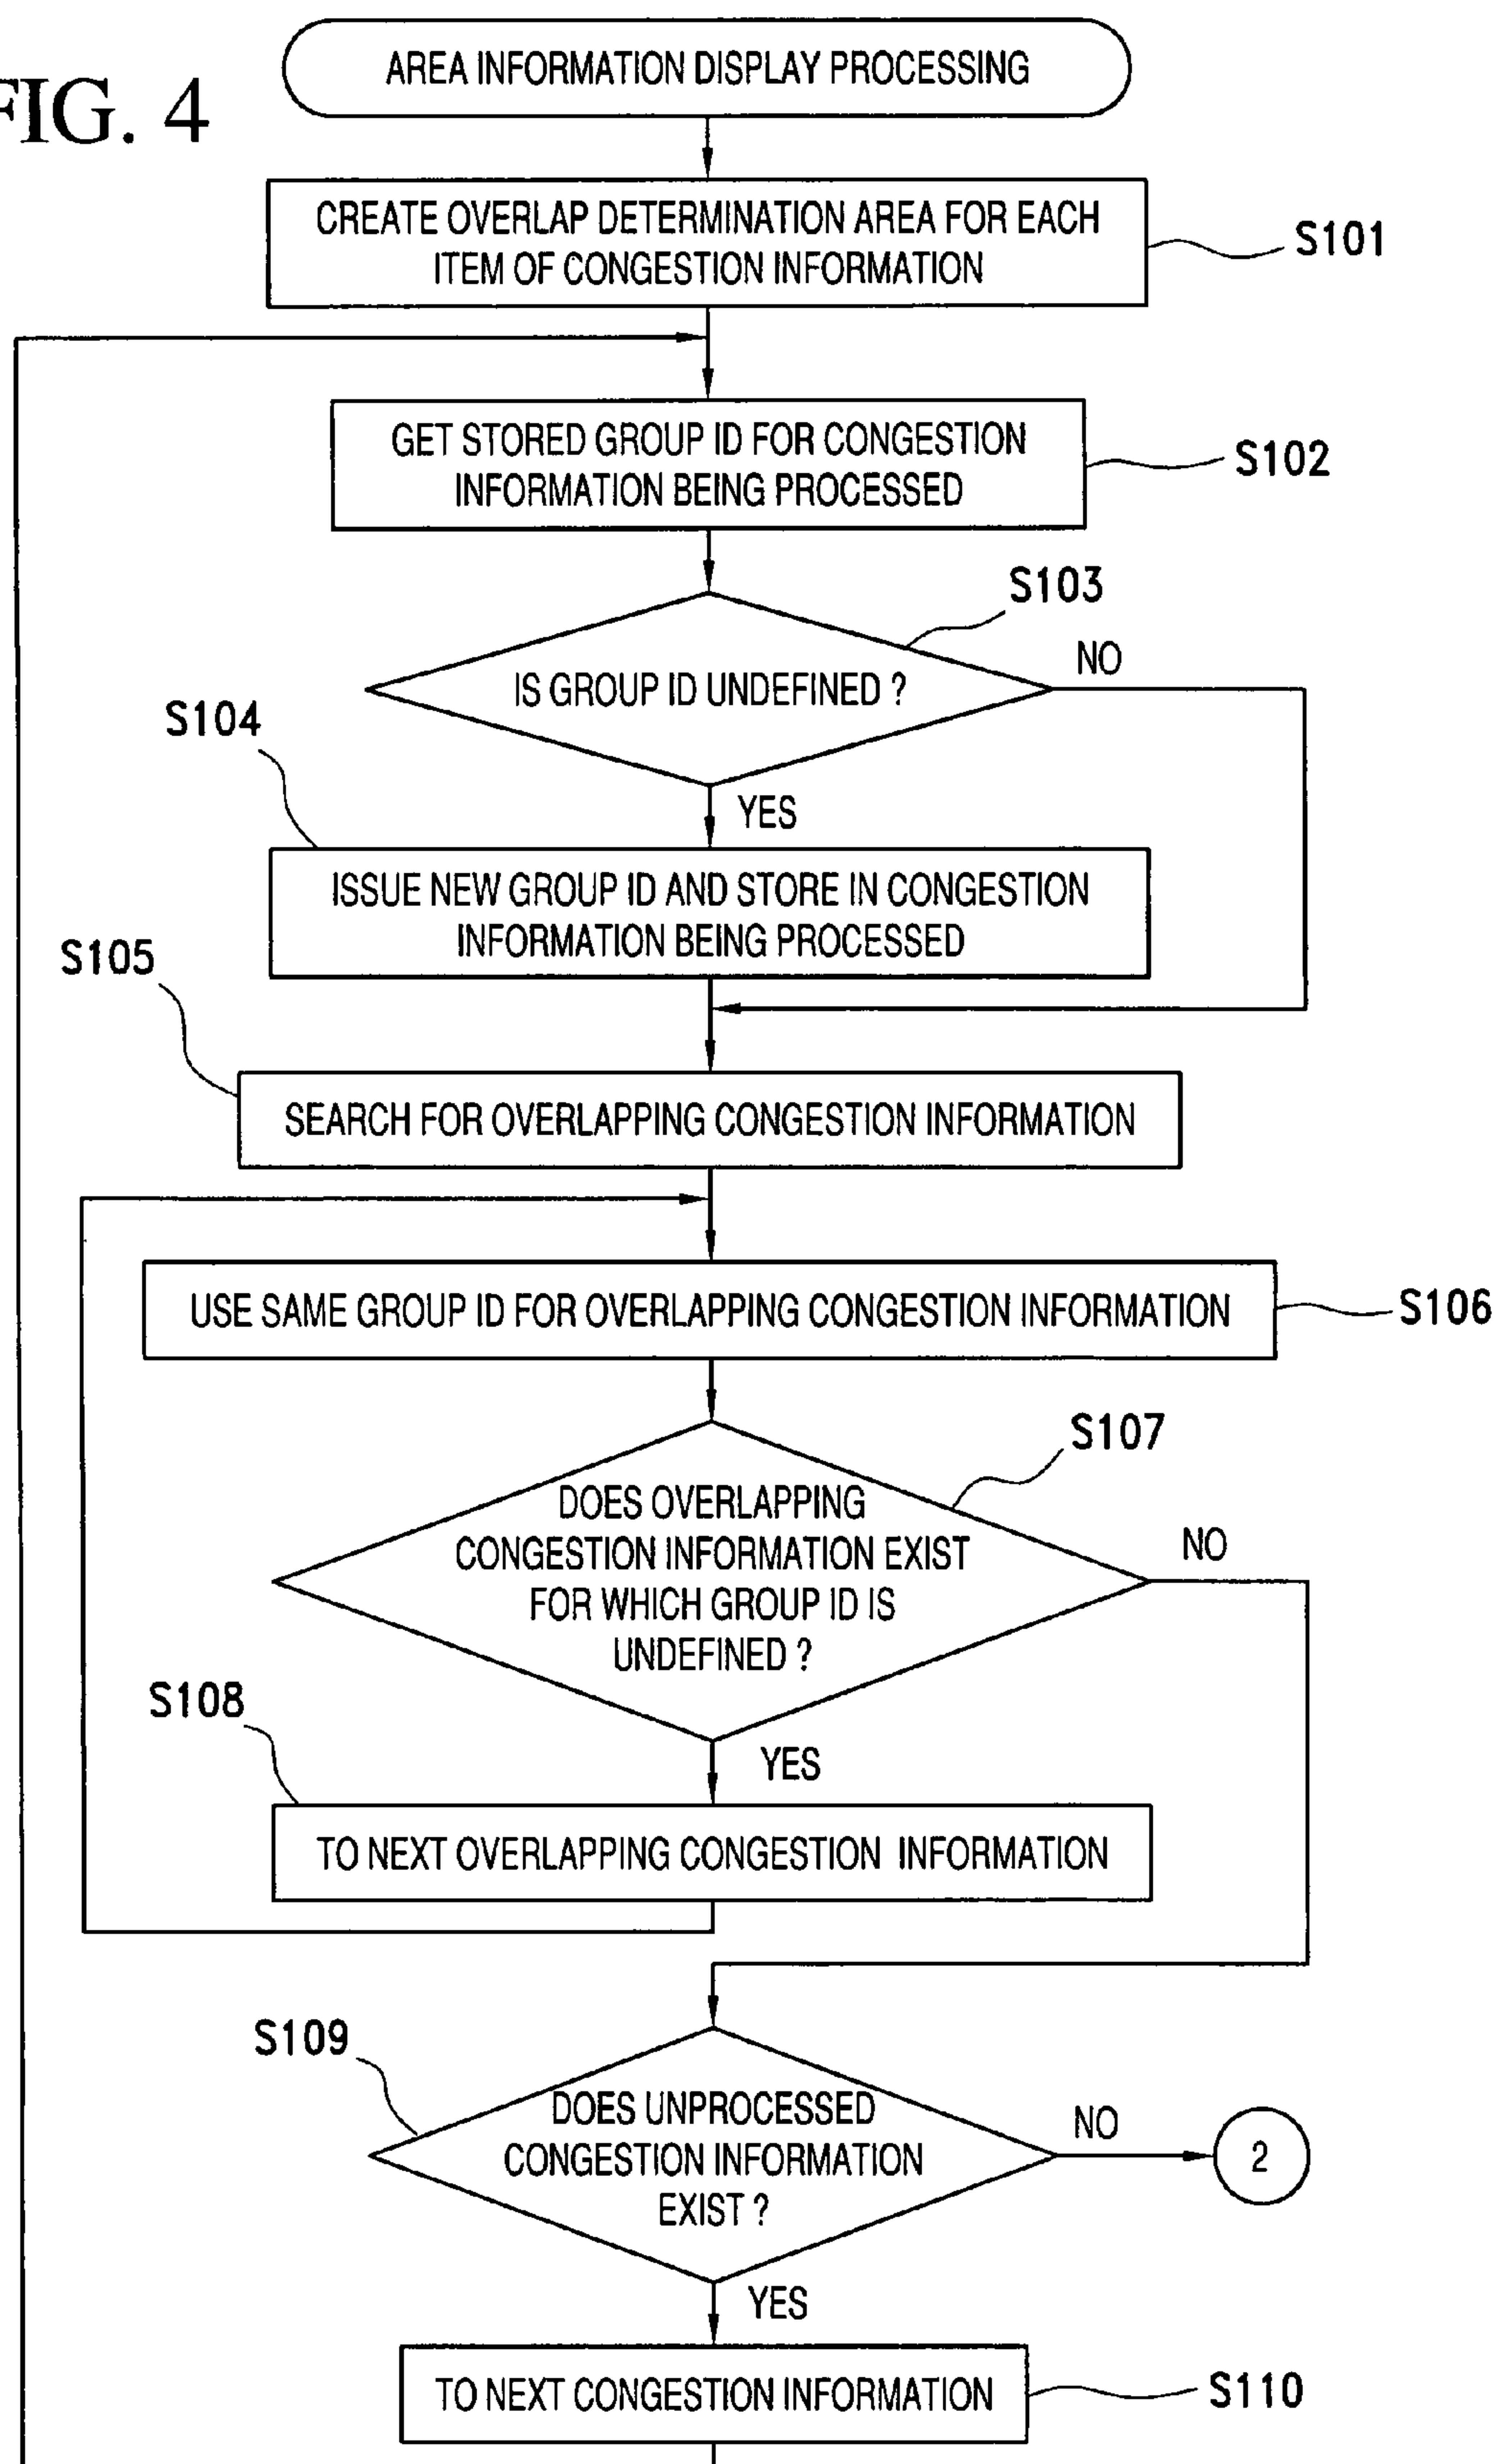 FIG. 4
AREA INFORMATION DISPLAY PROCESSING
CREATE OVERLAP DETERMINATION AREA FOR EACH
ITEM OF CONGESTION INFORMATION
S101
GET STORED GROUP ID FOR CONGESTION
INFORMATION BEING PROCESSED
S102
S103
IS GROUP ID UNDEFINED ?
NO
S104
YES
ISSUE NEW GROUP ID AND STORE IN CONGESTION
INFORMATION BEING PROCESSED
S105
SEARCH FOR OVERLAPPING CONGESTION INFORMATION
USE SAME GROUP ID FOR OVERLAPPING CONGESTION INFORMATION
S106
S107
DOES OVERLAPPING
CONGESTION INFORMATION EXIST
FOR WHICH GROUP ID IS
UNDEFINED ?
NO
S108
YES
TO NEXT OVERLAPPING CONGESTION INFORMATION
S109
DOES UNPROCESSED
CONGESTION INFORMATION
EXIST ?
NO
2
YES
TO NEXT CONGESTION INFORMATION
S110